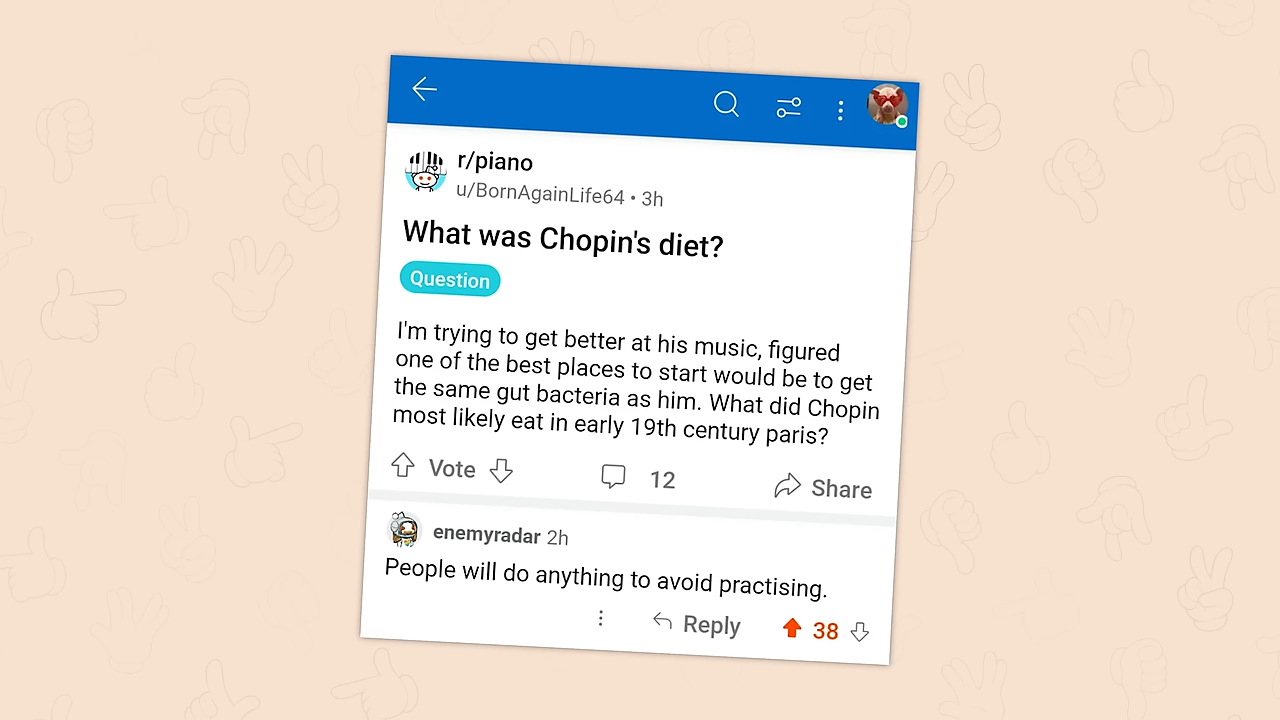 r/piano
u/BornAgainLife64 • 3h
What was Chopin's diet?
Question
I'm trying to get better at his music, figured
one of the best places to start would be to get
the same gut bacteria as him. What did Chopin
most likely eat in early 19th century paris?
Vote
12
Share
enemyradar 2h
People will do anything to avoid practising.
Reply
38